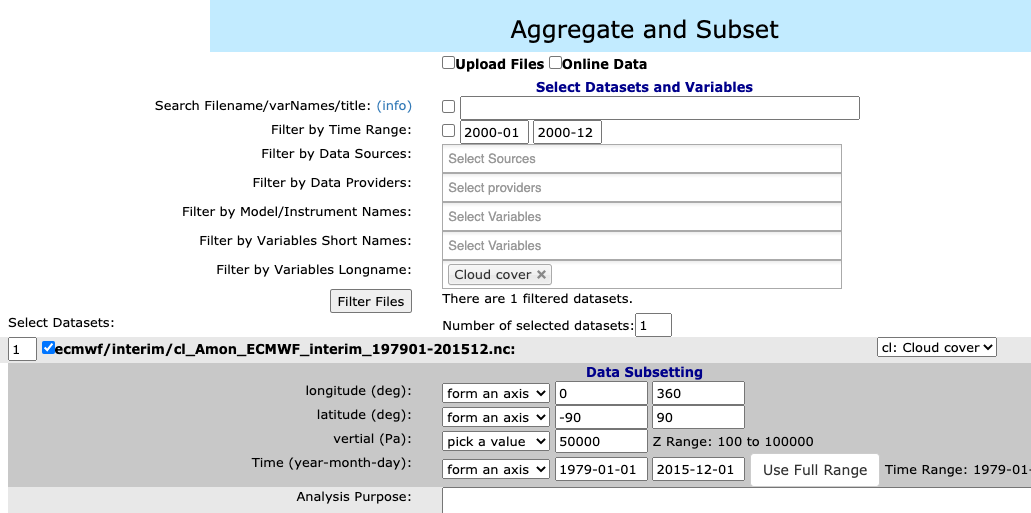 Aggregate and Subset
Upload Files Online Data
Select Datasets and Variables
Search Filename/varNames/title: (info)
Filter by Time Range: 2000-01 2000-12
Filter by Data Sources: Select Sources
Filter by Data Providers: Select providers
Filter by Model/Instrument Names: Select Variables
Filter by Variables Short Names: Select Variables
Filter by Variables Longname: Cloud cover ×
Filter Files There are 1 filtered datasets.
Select Datasets: Number of selected datasets: 1
1 ecmwf/interim/cl_Amon_ECMWF_interim_197901-201512.nc: cl: Cloud cover
Data Subsetting
longitude (deg): form an axis 0 360
latitude (deg): form an axis -90 90
vertial (Pa): pick a value 50000 Z Range: 100 to 100000
Time (year-month-day): form an axis 1979-01-01 2015-12-01 Use Full Range Time Range: 1979-01-
Analysis Purpose: